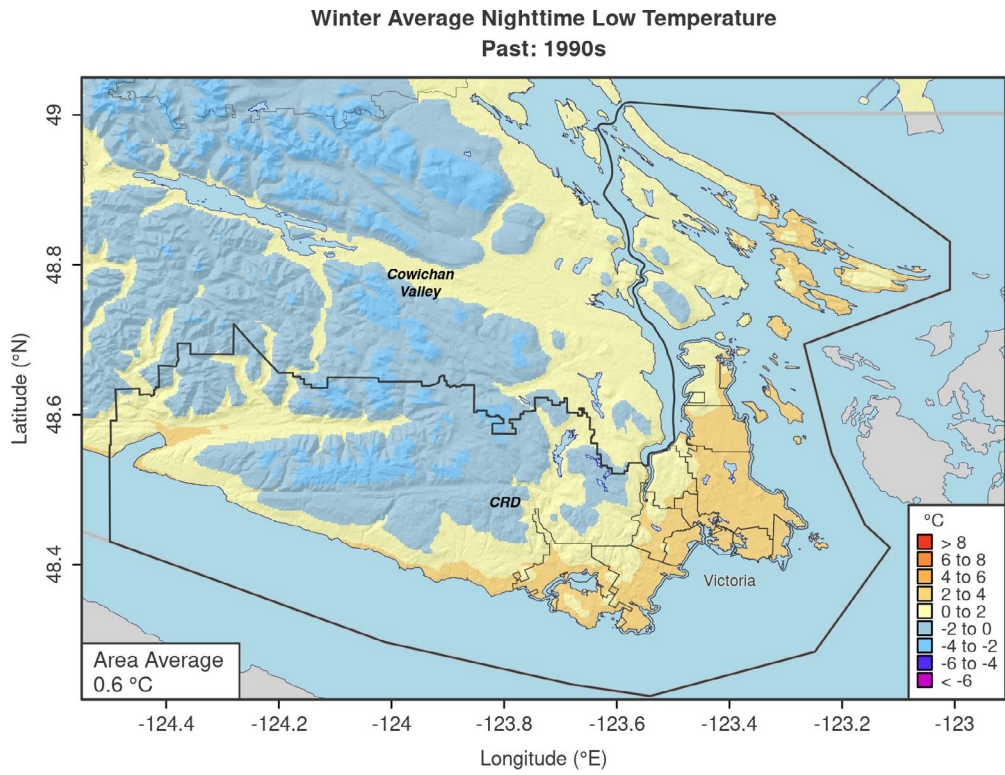 Winter Average Nighttime Low Temperature
Past: 1990s
49
48.8
48.6
48.4
Latitude (°N)
Cowichan
Valley
CRD
Victoria
Area Average
0.6 °C
°C
> 8
6 to 8
4 to 6
2 to 4
0 to 2
-2 to 0
-4 to -2
-6 to -4
< -6
-124.4
-124.2
-124
-123.8
-123.6
-123.4
-123.2
-123
Longitude (°E)